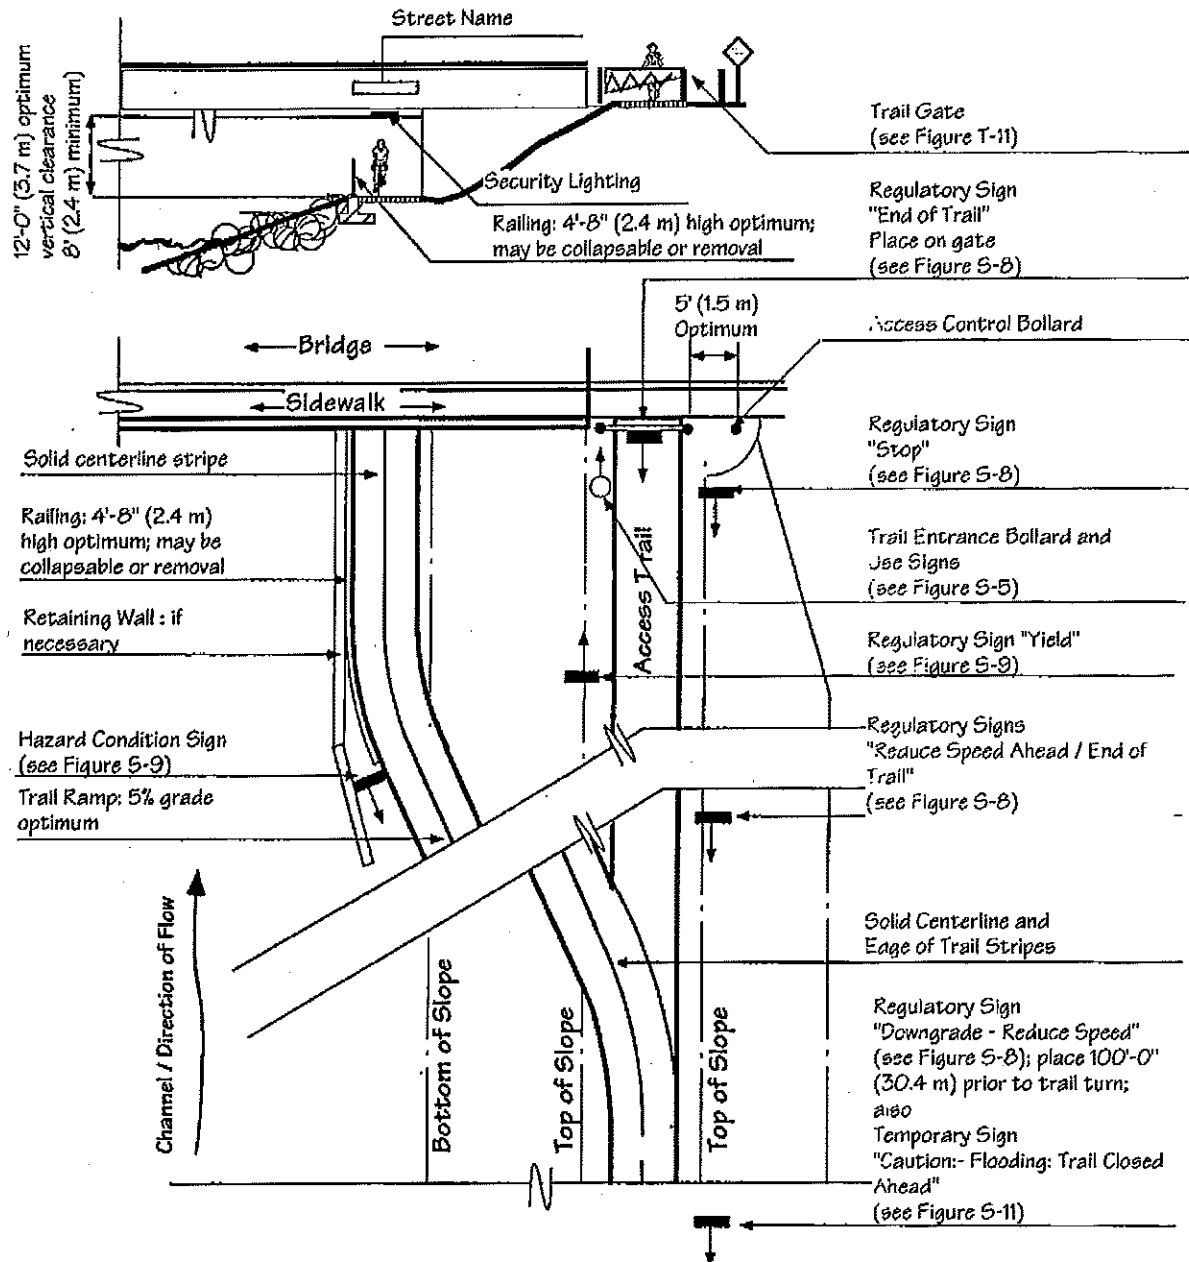 Street Name
12'-0" (3.7 m) optimum
vertical clearance
8' (2.4 m) minimum)
Security Lighting
Railing: 4'-8" (2.4 m) high optimum;
may be collapsable or removal
Trail Gate
(see Figure T-11)
Regulatory Sign
"End of Trail"
Place on gate
(see Figure S-8)
5' (1.5 m)
Optimum
Access Control Bollard
Bridge
Sidewalk
Solid centerline stripe
Railing: 4'-8" (2.4 m)
high optimum; may be
collapsable or removal
Retaining Wall : if
necessary
Hazard Condition Sign
(see Figure S-9)
Trail Ramp: 5% grade
optimum
Access Trail
Regulatory Sign
"Stop"
(see Figure S-8)
Trail Entrance Bollard and
Use Signs
(see Figure S-5)
Regulatory Sign "Yield"
(see Figure S-9)
Regulatory Signs
"Reduce Speed Ahead / End of
Trail"
(see Figure S-8)
Channel / Direction of Flow
Bottom of Slope
Top of Slope
Top of Slope
Solid Centerline and
Edge of Trail Stripes
Regulatory Sign
"Downgrade - Reduce Speed"
(see Figure S-8); place 100'-0"
(30.4 m) prior to trail turn;
also
Temporary Sign
"Caution:- Flooding: Trail Closed
Ahead"
(see Figure S-11)